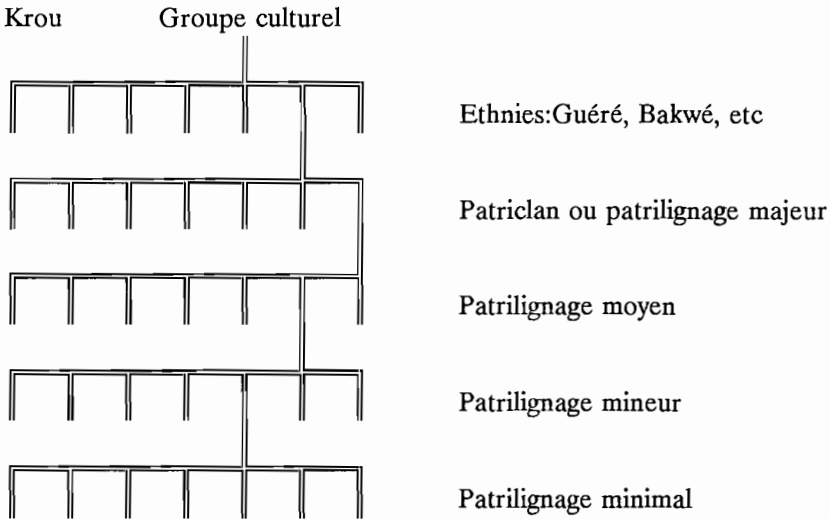 Krou Groupe culturel
Ethnies:Guéré, Bakwé, etc
Patriclan ou patrilignage majeur
Patrilignage moyen
Patrilignage mineur
Patrilignage minimal